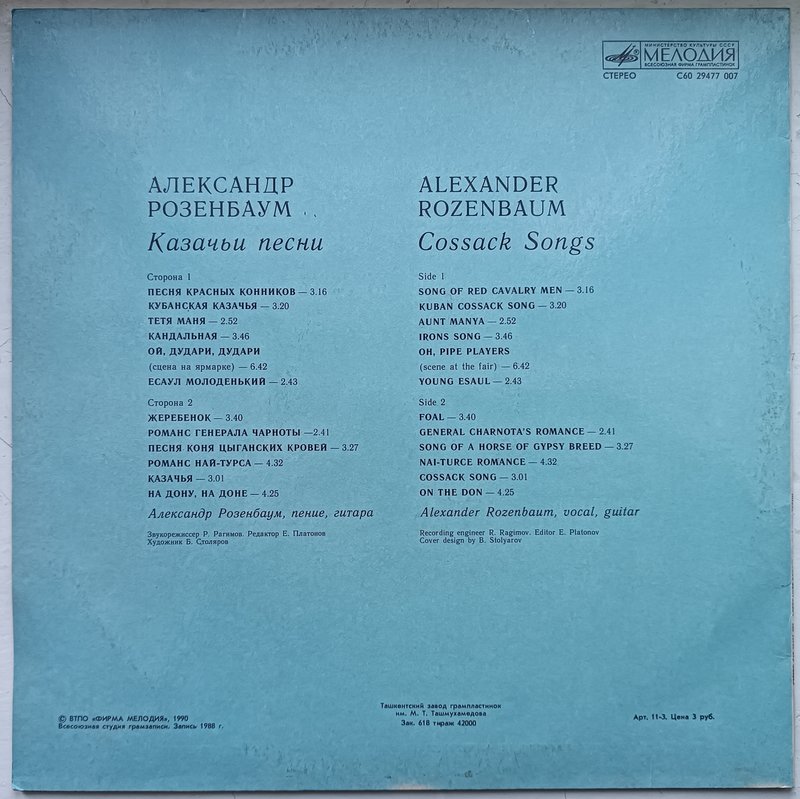 МИНИСТЕРСТВО КУЛЬТУРЫ СССР
МЕЛОДИЯ
ВСЕСОЮЗНАЯ ФИРМА ГРАМПЛАСТИНОК
СТЕРЕО С60 29477 007
АЛЕКСАНДР
РОЗЕНБАУМ
Казачьи песни
Сторона 1
ПЕСНЯ КРАСНЫХ КОННИКОВ — 3.16
КУБАНСКАЯ КАЗАЧЬЯ — 3.20
ТЕТЯ МАНЯ — 2.52
КАНДАЛЬНАЯ — 3.46
ОЙ, ДУДАРИ, ДУДАРИ
(сцена на ярмарке) — 6.42
ЕСАУЛ МОЛОДЕНЬКИЙ — 2.43
Сторона 2
ЖЕРЕБЕНОК — 3.40
РОМАНС ГЕНЕРАЛА ЧАРНОТЫ —2.41
ПЕСНЯ КОНЯ ЦЫГАНСКИХ КРОВЕЙ — 3.27
РОМАНС НАЙ-ТУРСА — 4.32
КАЗАЧЬЯ — 3.01
НА ДОНУ, НА ДОНЕ — 4.25
Александр Розенбаум, пение, гитара
Звукорежиссер Р. Рагимов. Редактор Е. Платонов
Художник Б. Столяров
ALEXANDER
ROZENBAUM
Cossack Songs
Side 1
SONG OF RED CAVALRY MEN — 3.16
KUBAN COSSACK SONG — 3.20
AUNT MANYA — 2.52
IRONS SONG — 3.46
OH, PIPE PLAYERS
(scene at the fair) — 6.42
YOUNG ESAUL — 2.43
Side 2
FOAL — 3.40
GENERAL CHARNOTA'S ROMANCE — 2.41
SONG OF A HORSE OF GYPSY BREED — 3.27
NAI-TURCE ROMANCE — 4.32
COSSACK SONG — 3.01
ON THE DON — 4.25
Alexander Rozenbaum, vocal, guitar
Recording engineer R. Ragimov. Editor E. Platonov
Cover design by B. Stolyarov
© ВТПО «ФИРМА МЕЛОДИЯ», 1990
Всесоюзная студия грамзаписи. Запись 1988 г.
Ташкентский завод грампластинок
им. М. Т. Ташмухамедова
Зак. 618 тираж 42000
Арт. 11-3. Цена 3 руб.